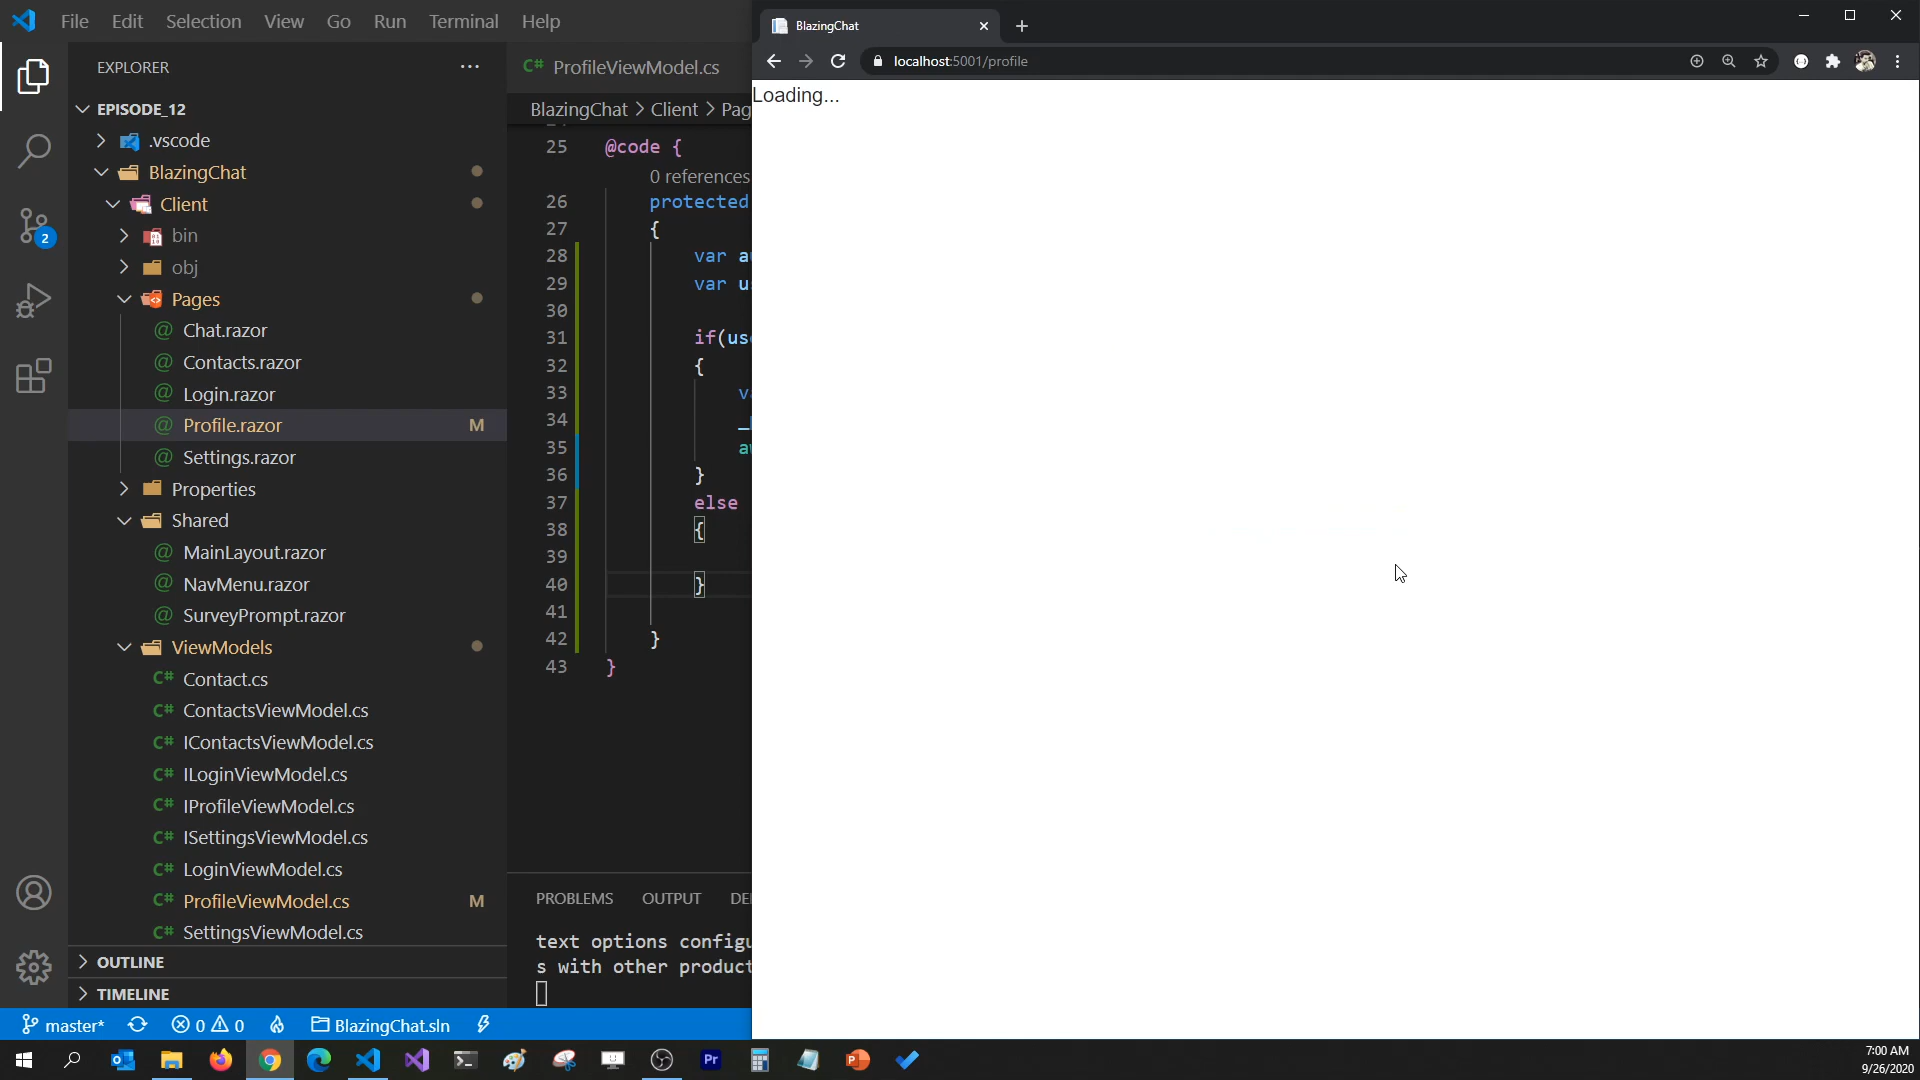 File Edit Selection View Go Run Terminal Help
EXPLORER
EPISODE_12
.vscode
BlazingChat
Client
bin
obj
Pages
Chat.razor
Contacts.razor
Login.razor
Profile.razor M
Settings.razor
Properties
Shared
MainLayout.razor
NavMenu.razor
SurveyPrompt.razor
ViewModels
Contact.cs
ContactsViewModel.cs
IContactsViewModel.cs
ILoginViewModel.cs
IProfileViewModel.cs
ISettingsViewModel.cs
LoginViewModel.cs
ProfileViewModel.cs M
SettingsViewModel.cs
OUTLINE
TIMELINE
2
C# ProfileViewModel.cs
BlazingChat > Client > Pag
25 @code {
0 references
26 protected
27 {
28 var a
29 var u
30
31 if(us
32 {
33 v
34 _
35 a
36 }
37 else
38 {
39
40 }
41
42 }
43 }
PROBLEMS OUTPUT DE
text options config
s with other product
master* 0 0 BlazingChat.sln
BlazingChat
localhost:5001/profile
Loading...
7:00 AM
9/26/2020